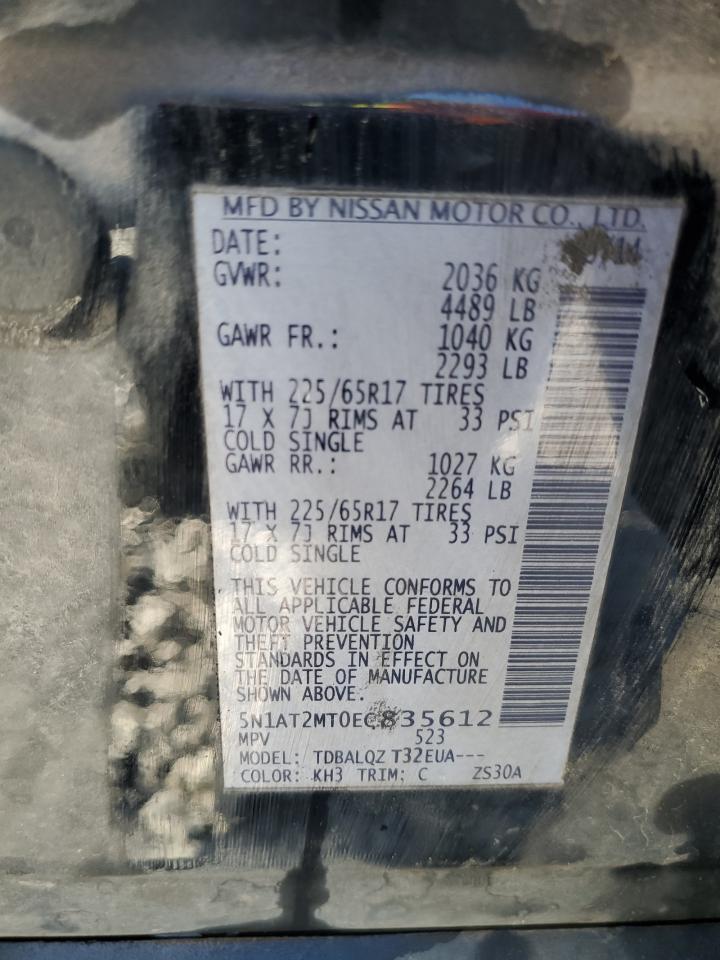 MFD BY NISSAN MOTOR CO., LTD.
DATE:
GVWR: 2036 KG
4489 LB
GAWR FR.: 1040 KG
2293 LB
WITH 225/65R17 TIRES
17 X 7J RIMS AT 33 PSI
COLD SINGLE
GAWR RR.: 1027 KG
2264 LB
WITH 225/65R17 TIRES
17 X 7J RIMS AT 33 PSI
COLD SINGLE
THIS VEHICLE CONFORMS TO
ALL APPLICABLE FEDERAL
MOTOR VEHICLE SAFETY AND
THEFT PREVENTION
STANDARDS IN EFFECT ON
THE DATE OF MANUFACTURE
SHOWN ABOVE.
5N1AT2MT0EC835612
MPV 523
MODEL: TDBALQZ T32EUA---
COLOR: KH3 TRIM: C ZS30A